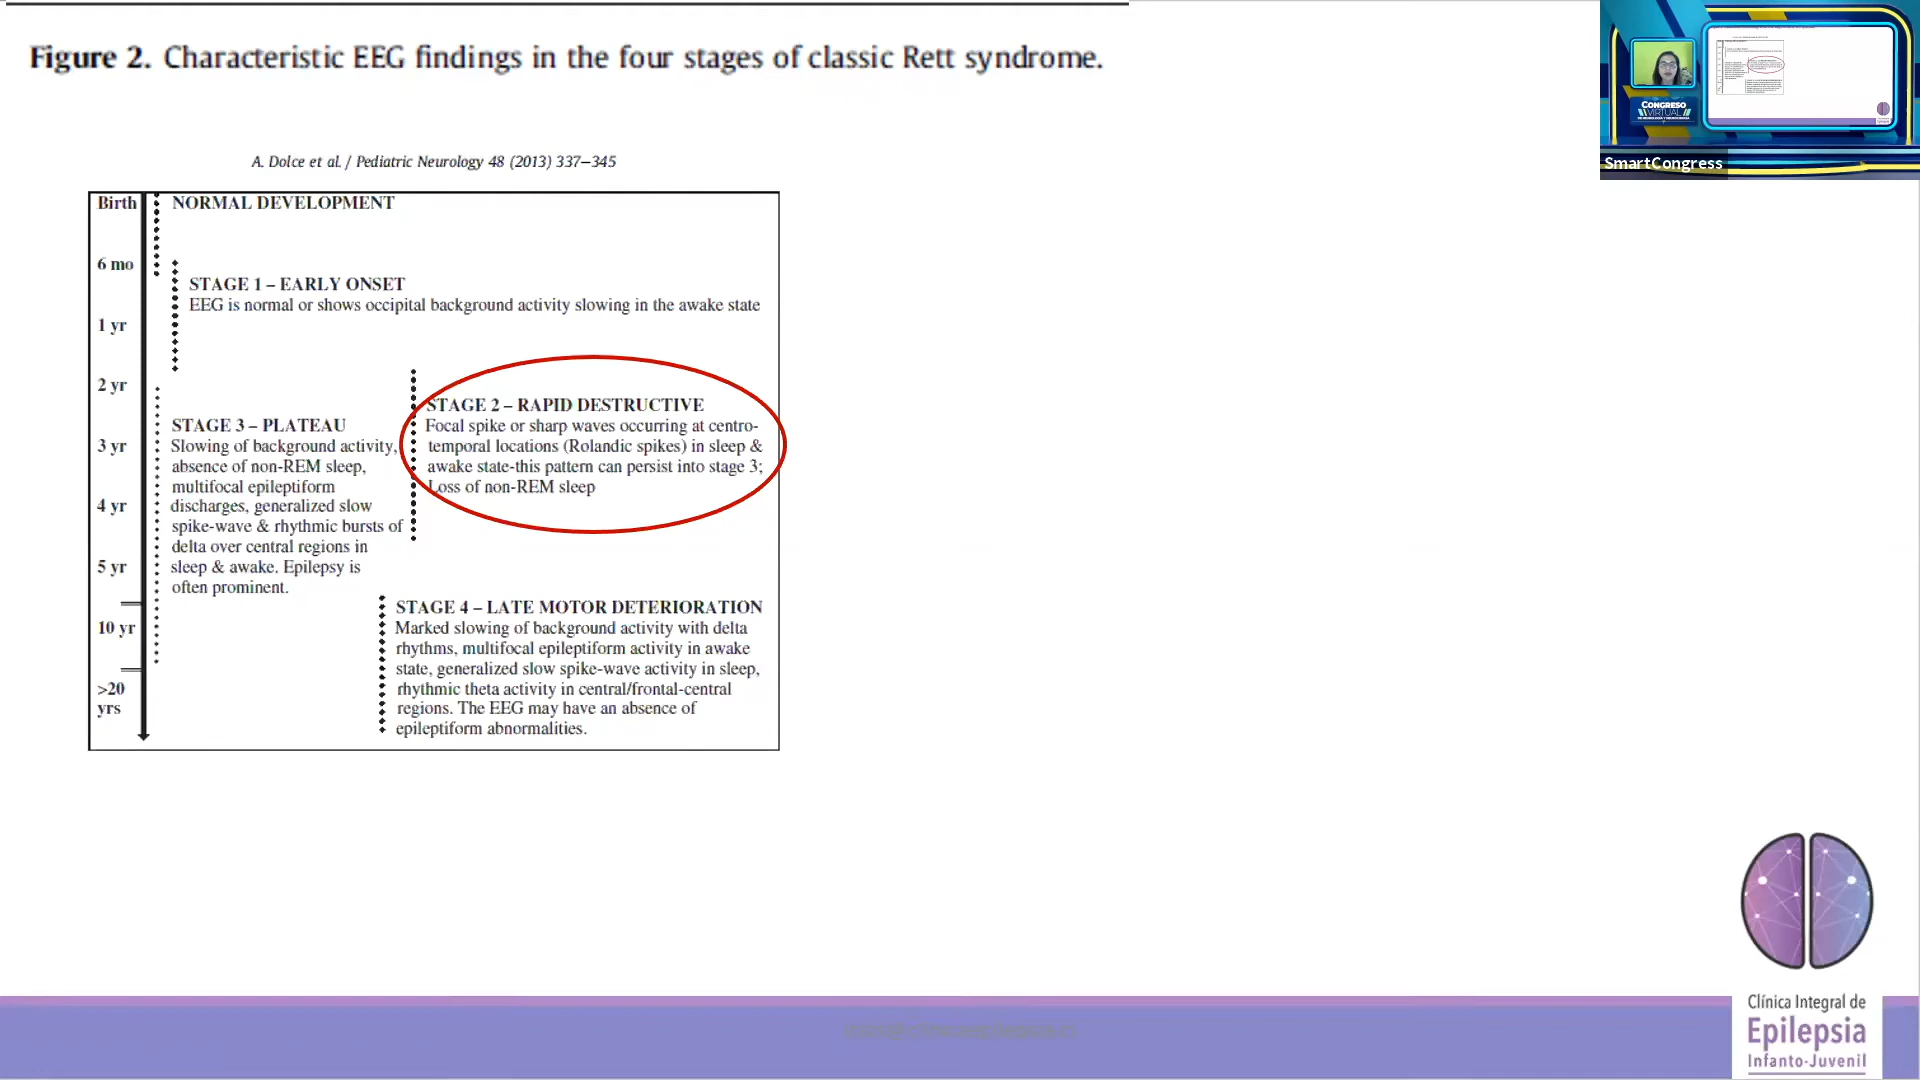 Figure 2. Characteristic EEG findings in the four stages of classic Rett syndrome.
A. Dolce et al. / Pediatric Neurology 48 (2013) 337–345
Birth
NORMAL DEVELOPMENT
6 mo
STAGE 1 – EARLY ONSET
EEG is normal or shows occipital background activity slowing in the awake state
1 yr
2 yr
STAGE 2 – RAPID DESTRUCTIVE
Focal spike or sharp waves occurring at centro-
temporal locations (Rolandic spikes) in sleep &
awake state-this pattern can persist into stage 3;
Loss of non-REM sleep
STAGE 3 – PLATEAU
Slowing of background activity,
absence of non-REM sleep,
multifocal epileptiform
discharges, generalized slow
spike-wave & rhythmic bursts of
delta over central regions in
sleep & awake. Epilepsy is
often prominent.
3 yr
4 yr
5 yr
STAGE 4 – LATE MOTOR DETERIORATION
Marked slowing of background activity with delta
rhythms, multifocal epileptiform activity in awake
state, generalized slow spike-wave activity in sleep,
rhythmic theta activity in central/frontal-central
regions. The EEG may have an absence of
epileptiform abnormalities.
10 yr
>20
yrs
CONGRESO
VIRTUAL
SmartCongress
Clínica Integral de
Epilepsia
Infanto-Juvenil